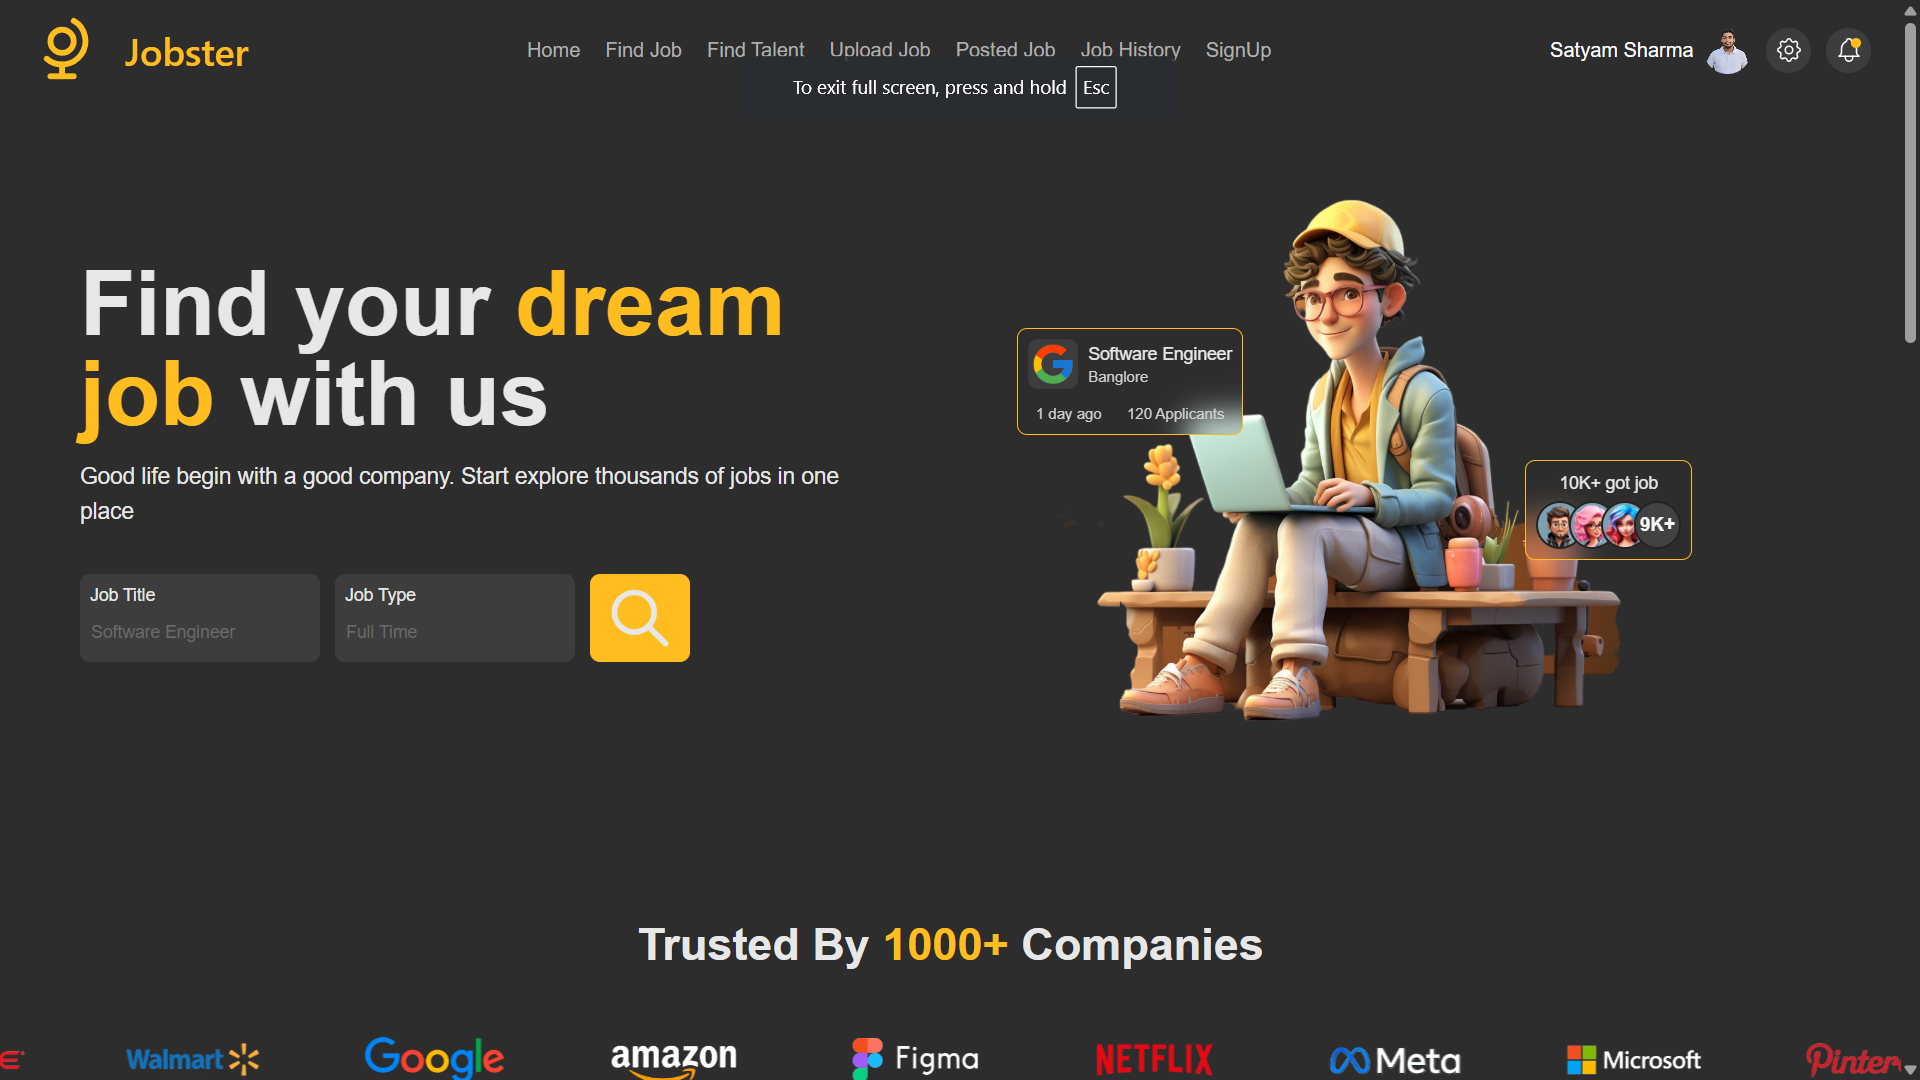 Jobster
Home Find Job Find Talent Upload Job Posted Job Job History SignUp
Satyam Sharma
To exit full screen, press and hold Esc
Find your dream
job with us
Good life begin with a good company. Start explore thousands of jobs in one
place
Job Title
Software Engineer
Job Type
Full Time
Software Engineer
Banglore
1 day ago 120 Applicants
10K+ got job
9K+
Trusted By 1000+ Companies
Walmart Google amazon Figma NETFLIX Meta Microsoft Pinter